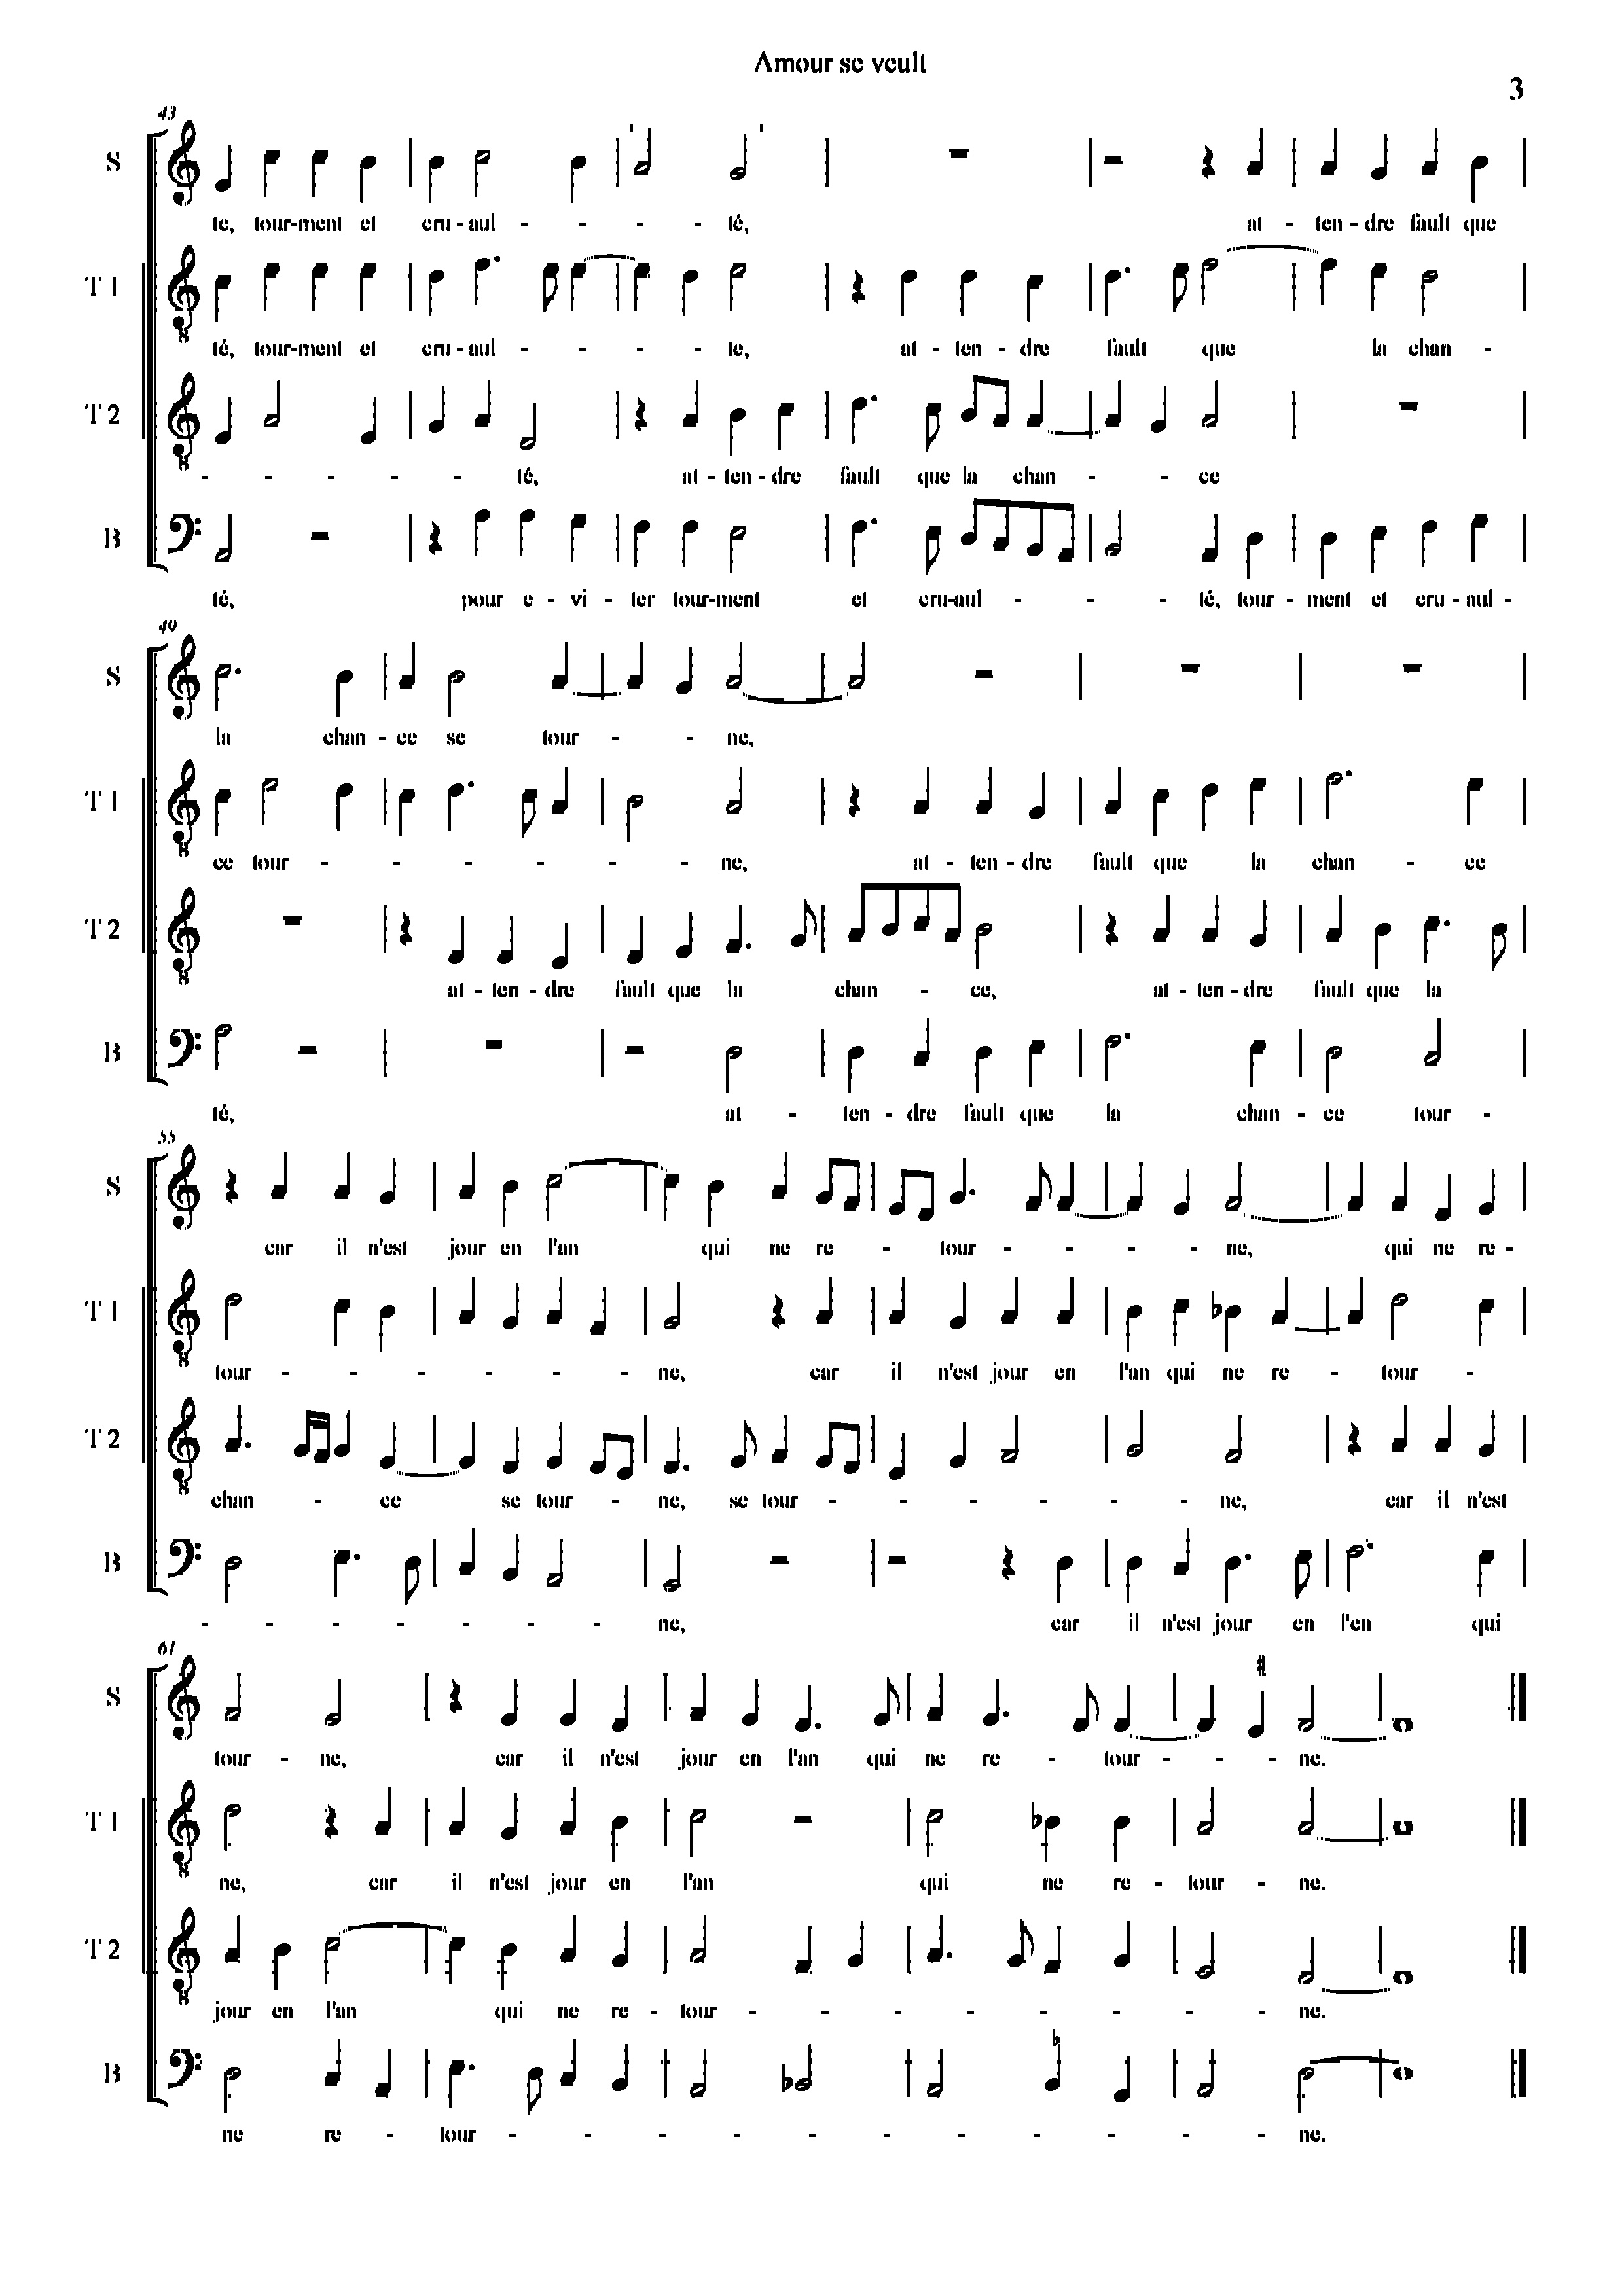 Amour se veult
3
43
S
te, tour-ment et cru-aul - - - té, at - ten-dre fault que
T1
té, tour-ment et cru-aul - - - te, at - ten - dre fault que la chan -
T2
- - - - - té, at - ten - dre fault que la chan - - ce
B
té, pour e - vi - ter tour-ment et cru-aul - - - té, tour - ment et cru - aul -
49
S
la chan - ce se tour - - ne,
T1
ce tour - - - - - - ne, at - ten - dre fault que la chan - ce
T2
at - ten - dre fault que la chan - ce, at - ten - dre fault que la
B
té, at - ten - dre fault que la chan - ce tour -
55
S
car il n'est jour en l'an qui ne re - tour - - - - ne, qui ne re -
T1
tour - - - - - - ne, car il n'est jour en l'an qui ne re - tour -
T2
chan - ce se tour - ne, se tour - - - - - - ne, car il n'est
B
- - - - - - - ne, car il n'est jour en l'en qui
61
S
tour - ne, car il n'est jour en l'an qui ne re - tour - - - ne.
T1
ne, car il n'est jour en l'an qui ne re - tour - ne.
T2
jour en l'an qui ne re - tour - - - - - - - - ne.
B
ne re - tour - - - - - - - - - - - ne.